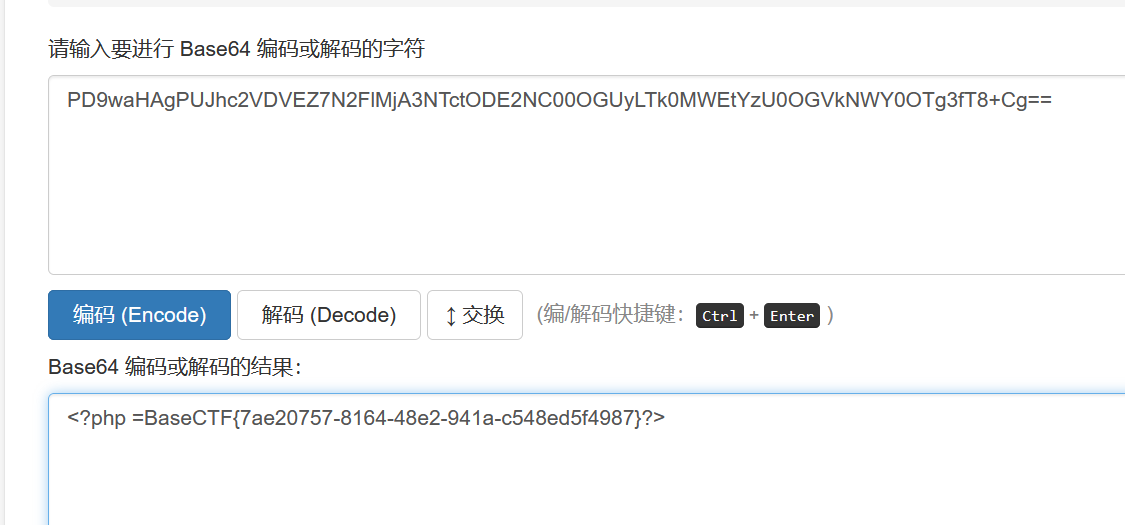 请输入要进行 Base64 编码或解码的字符
PD9waHAgPUJhc2VDVEZ7N2FlMjA3NTctODE2NC00OGUyLTk0MWEtYzU0OGVkNWY0OTg3fT8+Cg==
编码 (Encode) 解码 (Decode) ↕ 交换 (编/解码快捷键： Ctrl + Enter )
Base64 编码或解码的结果：
<?php =BaseCTF{7ae20757-8164-48e2-941a-c548ed5f4987}?>